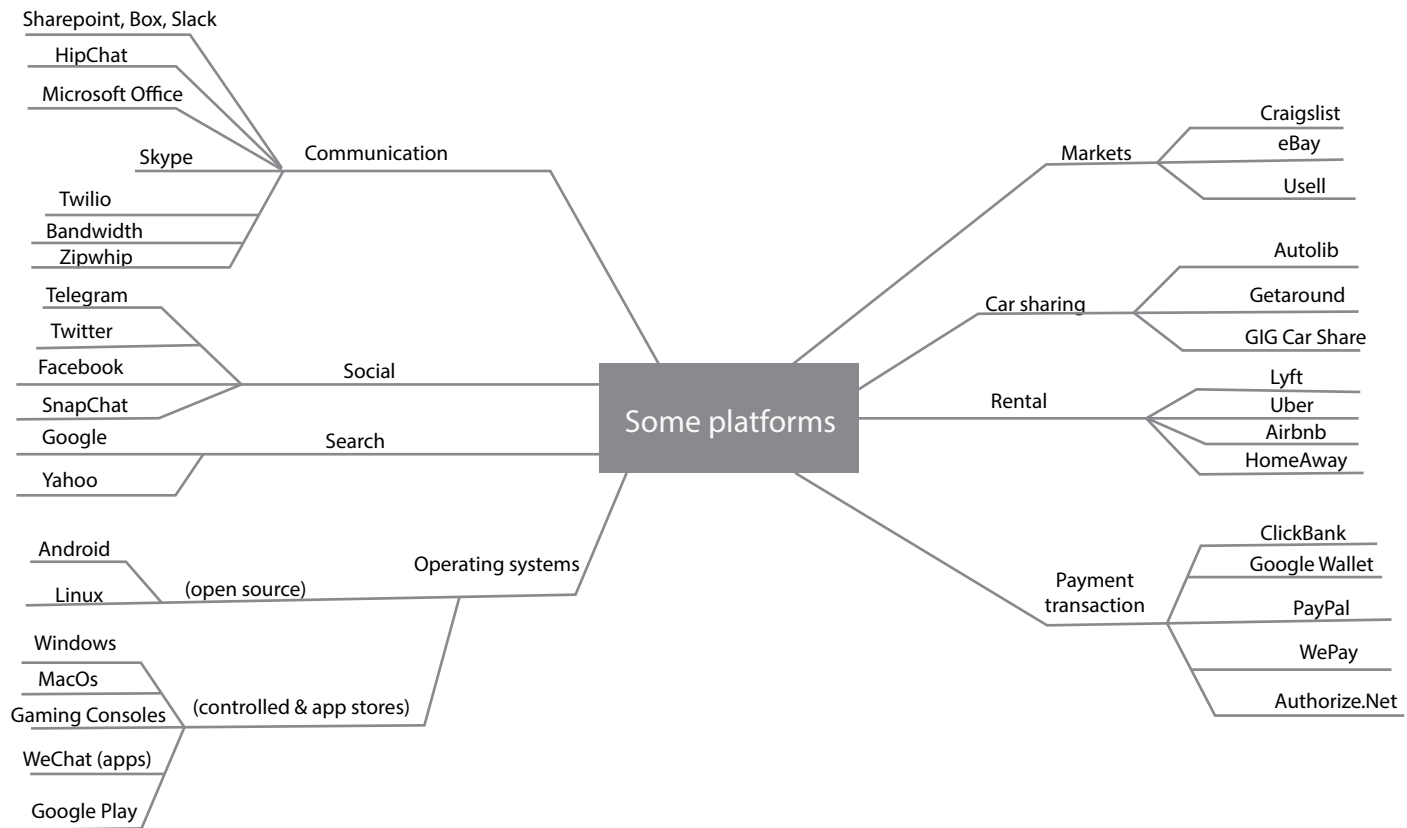 Sharepoint, Box, Slack
HipChat
Microsoft Office
Skype
Communication
Twilio
Bandwidth
Zipwhip
Telegram
Twitter
Facebook
Social
SnapChat
Google
Search
Yahoo
Android
Operating systems
Linux
(open source)
Windows
MacOs
Gaming Consoles
(controlled & app stores)
WeChat (apps)
Google Play
Some platforms
Markets
Craigslist
eBay
Usell
Car sharing
Autolib
Getaround
GIG Car Share
Rental
Lyft
Uber
Airbnb
HomeAway
Payment
transaction
ClickBank
Google Wallet
PayPal
WePay
Authorize.Net